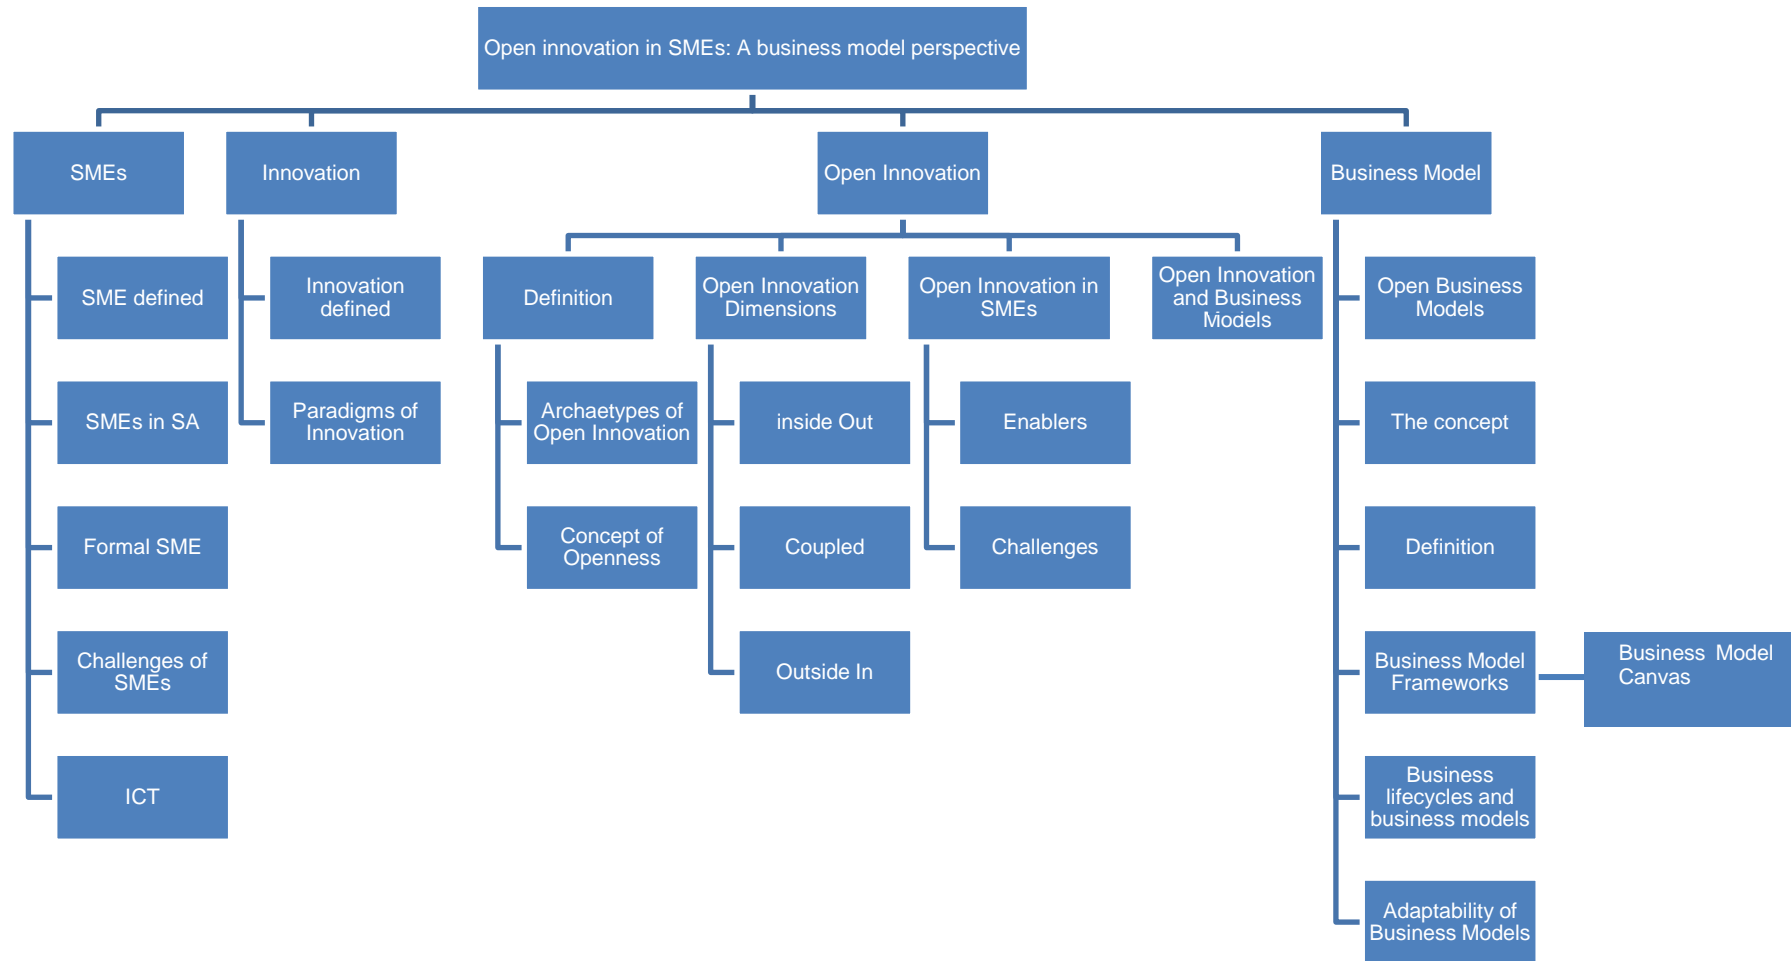 Open innovation in SMEs: A business model perspective
SMEs
Innovation
Open Innovation
Business Model
SME defined
Innovation
defined
Definition
Open Innovation
Dimensions
Open Innovation in
SMEs
Open Innovation
and Business
Models
Open Business
Models
SMEs in SA
Paradigms of
Innovation
Archaetypes of
Open Innovation
inside Out
Enablers
The concept
Formal SME
Concept of
Openness
Coupled
Challenges
Definition
Challenges of
SMEs
Outside In
Business Model
Frameworks
Business Model
Canvas
ICT
Business
lifecycles and
business models
Adaptability of
Business Models